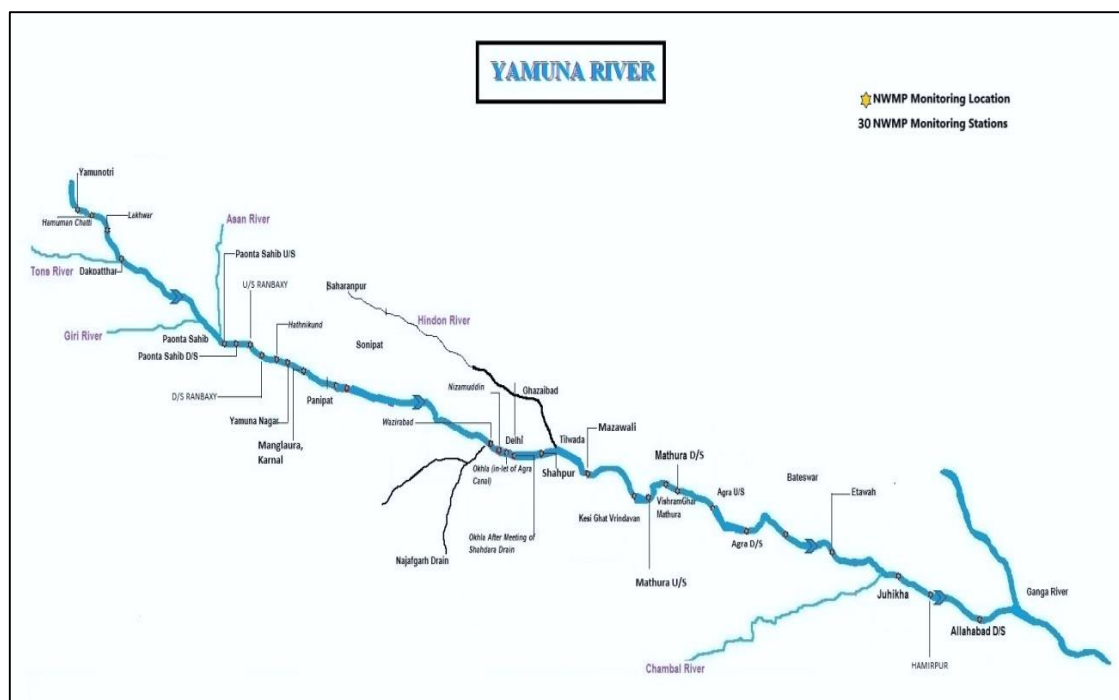 YAMUNA RIVER
NWMP Monitoring Location
30 NWMP Monitoring Stations
Yamunotri
Hamuman Chatti
Lakhwar
Asan River
Tons River
Dakoatthar
Paonta Sahib U/S
U/S RANBAXY
Saharanpur
Hindon River
Giri River
Paonta Sahib
Hathnikund
Sonipat
Paonta Sahib D/S
D/S RANBAXY
Panipat
Nizamuddin
Ghazaibad
Yamuna Nagar
Wazirabad
Delhi
Tilwada
Mazawali
Manglaura,
Karnal
Okhla (in-let of Agra
Canal)
Shahpur
Mathura D/S
Bateswar
Agra U/S
Etawah
VishramGhat
Mathura
Kesi Ghat Vrindavan
Okhla After Meeting of
Shahdara Drain
Agra D/S
Najafgarh Drain
Mathura U/S
Juhikha
Ganga River
Allahabad D/S
Chambal River
HAMIRPUR